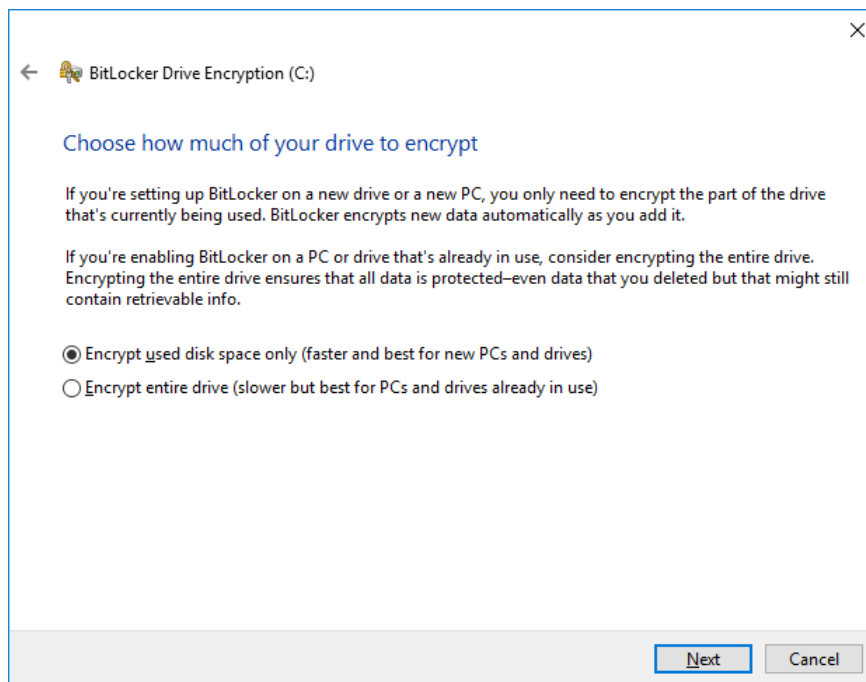 BitLocker Drive Encryption (C:)
Choose how much of your drive to encrypt
If you're setting up BitLocker on a new drive or a new PC, you only need to encrypt the part of the drive
that's currently being used. BitLocker encrypts new data automatically as you add it.
If you're enabling BitLocker on a PC or drive that's already in use, consider encrypting the entire drive.
Encrypting the entire drive ensures that all data is protected–even data that you deleted but that might still
contain retrievable info.
Encrypt used disk space only (faster and best for new PCs and drives)
Encrypt entire drive (slower but best for PCs and drives already in use)
Next
Cancel